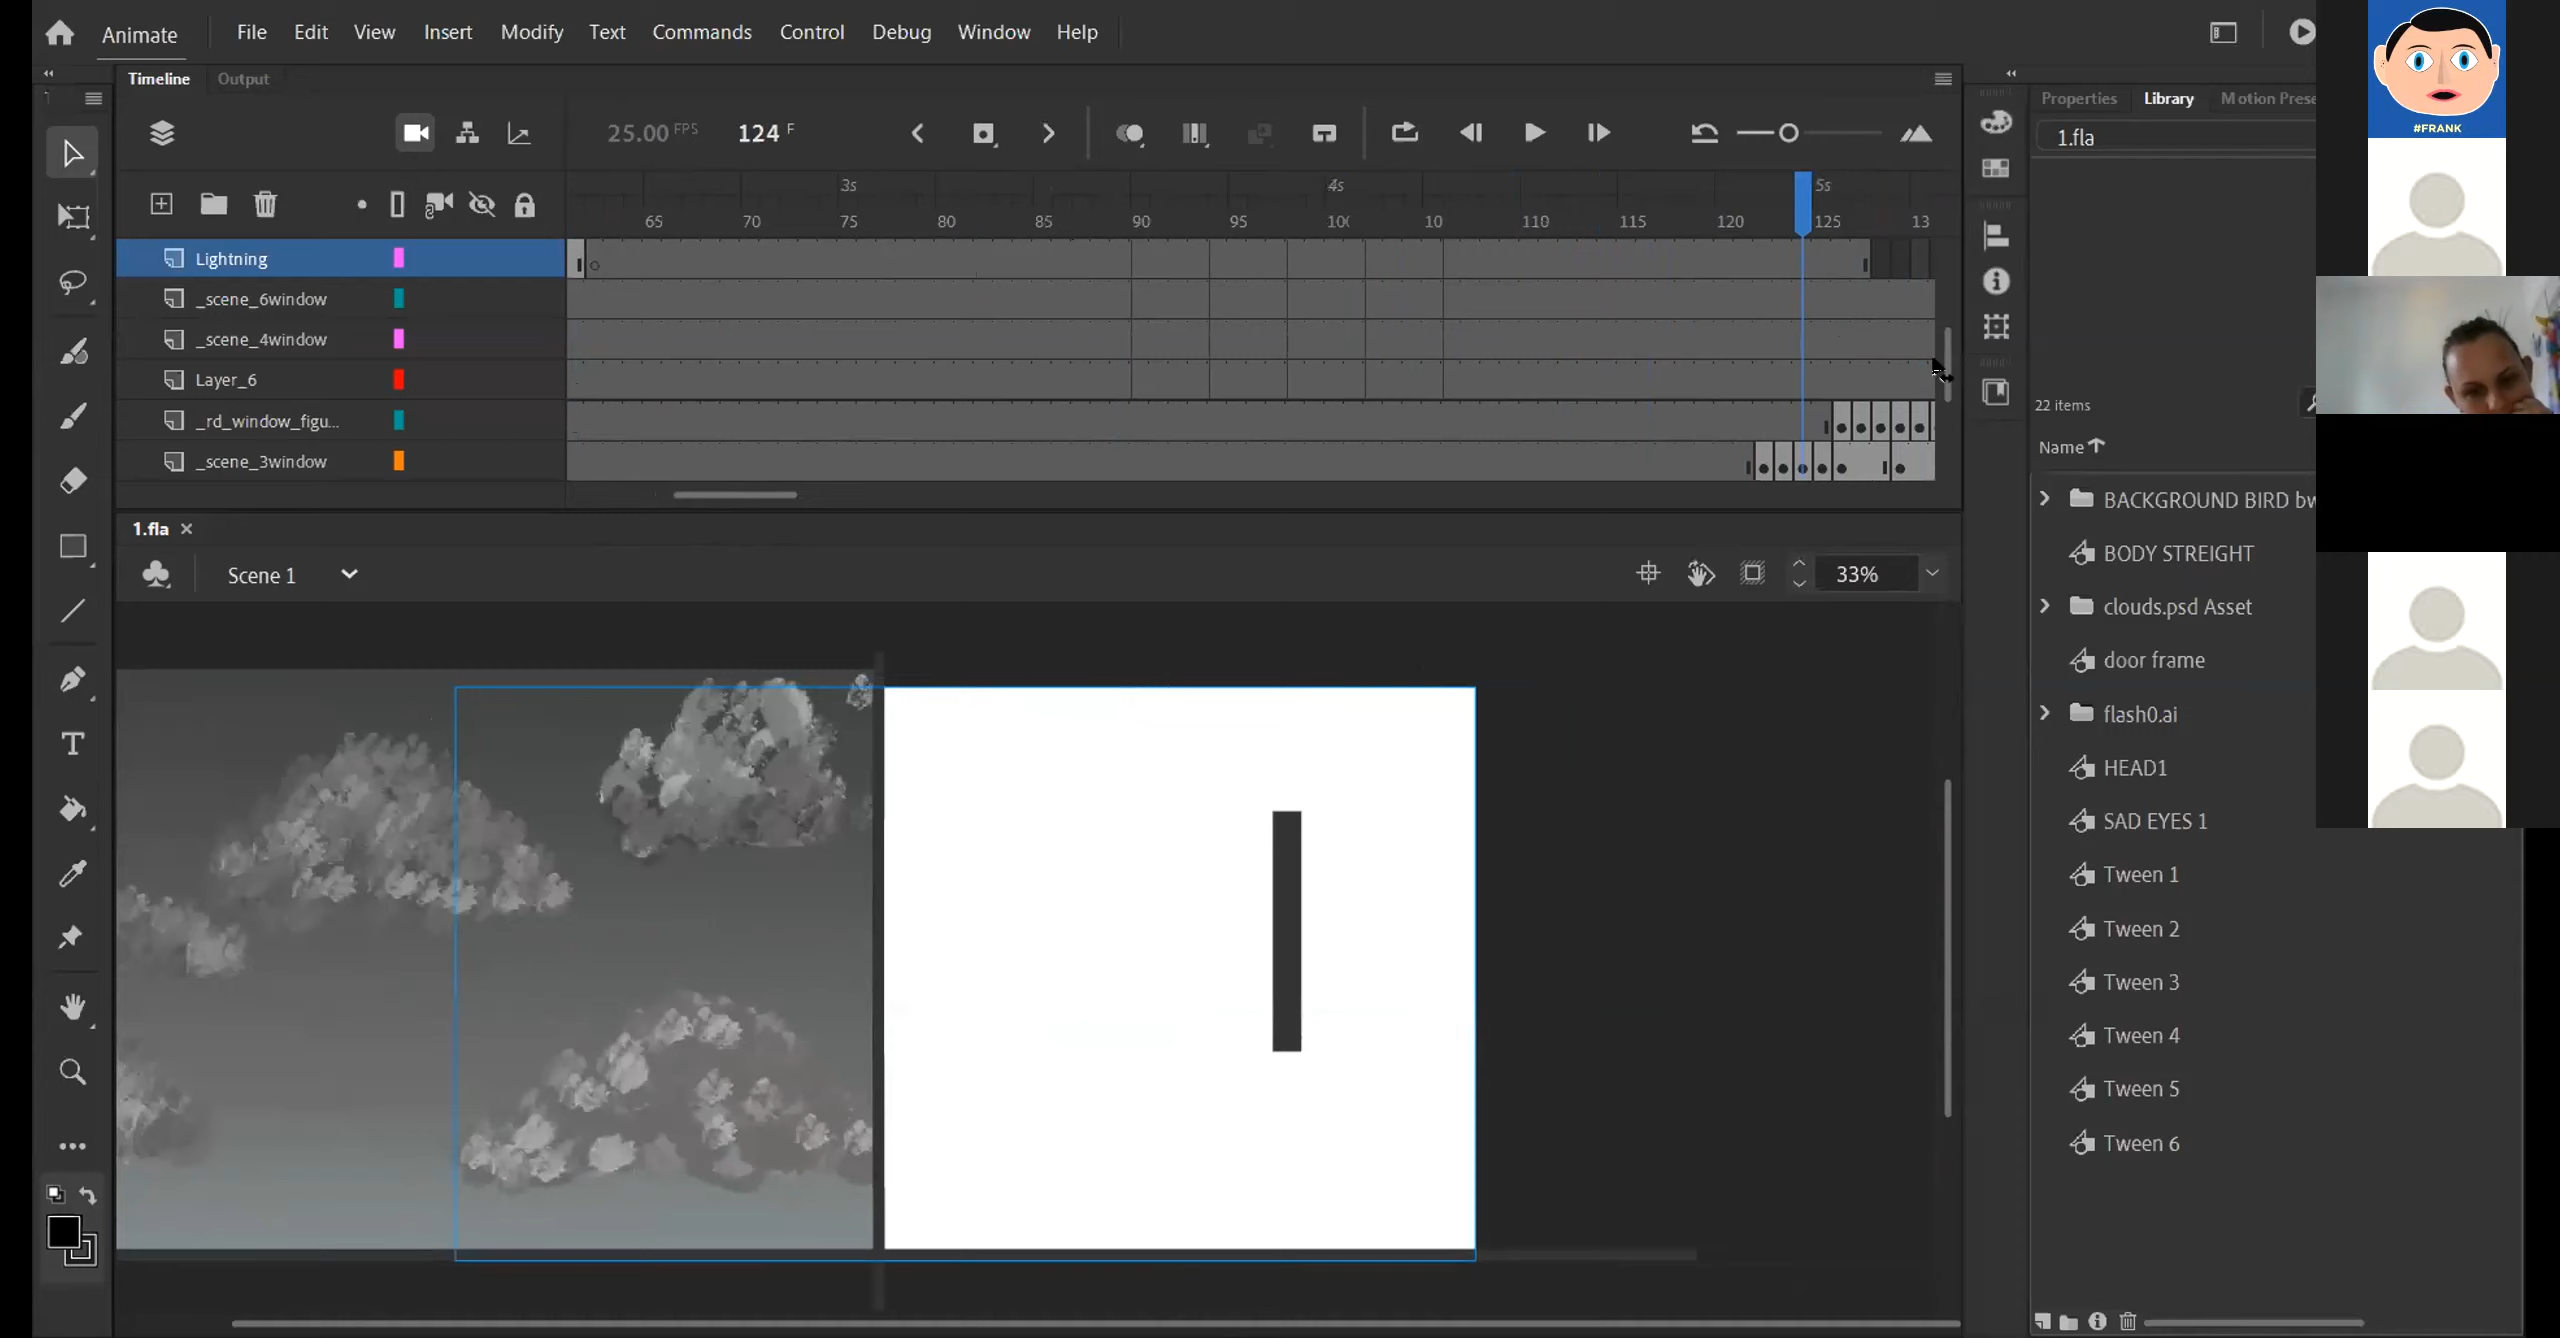 Animate File Edit View Insert Modify Text Commands Control Debug Window Help
Timeline Output
25.00 FPS 124 F
3s 4s 5s
65 70 75 80 85 90 95 10 110 115 120 125 13
Lightning
_scene_6window
_scene_4window
Layer_6
_rd_window_figu...
_scene_3window
1.fla
Scene 1
33%
Properties Library Motion Prese
1.fla
22 items
Name
BACKGROUND BIRD bw
BODY STREIGHT
clouds.psd Asset
door frame
flash0.ai
HEAD1
SAD EYES 1
Tween 1
Tween 2
Tween 3
Tween 4
Tween 5
Tween 6
#FRANK